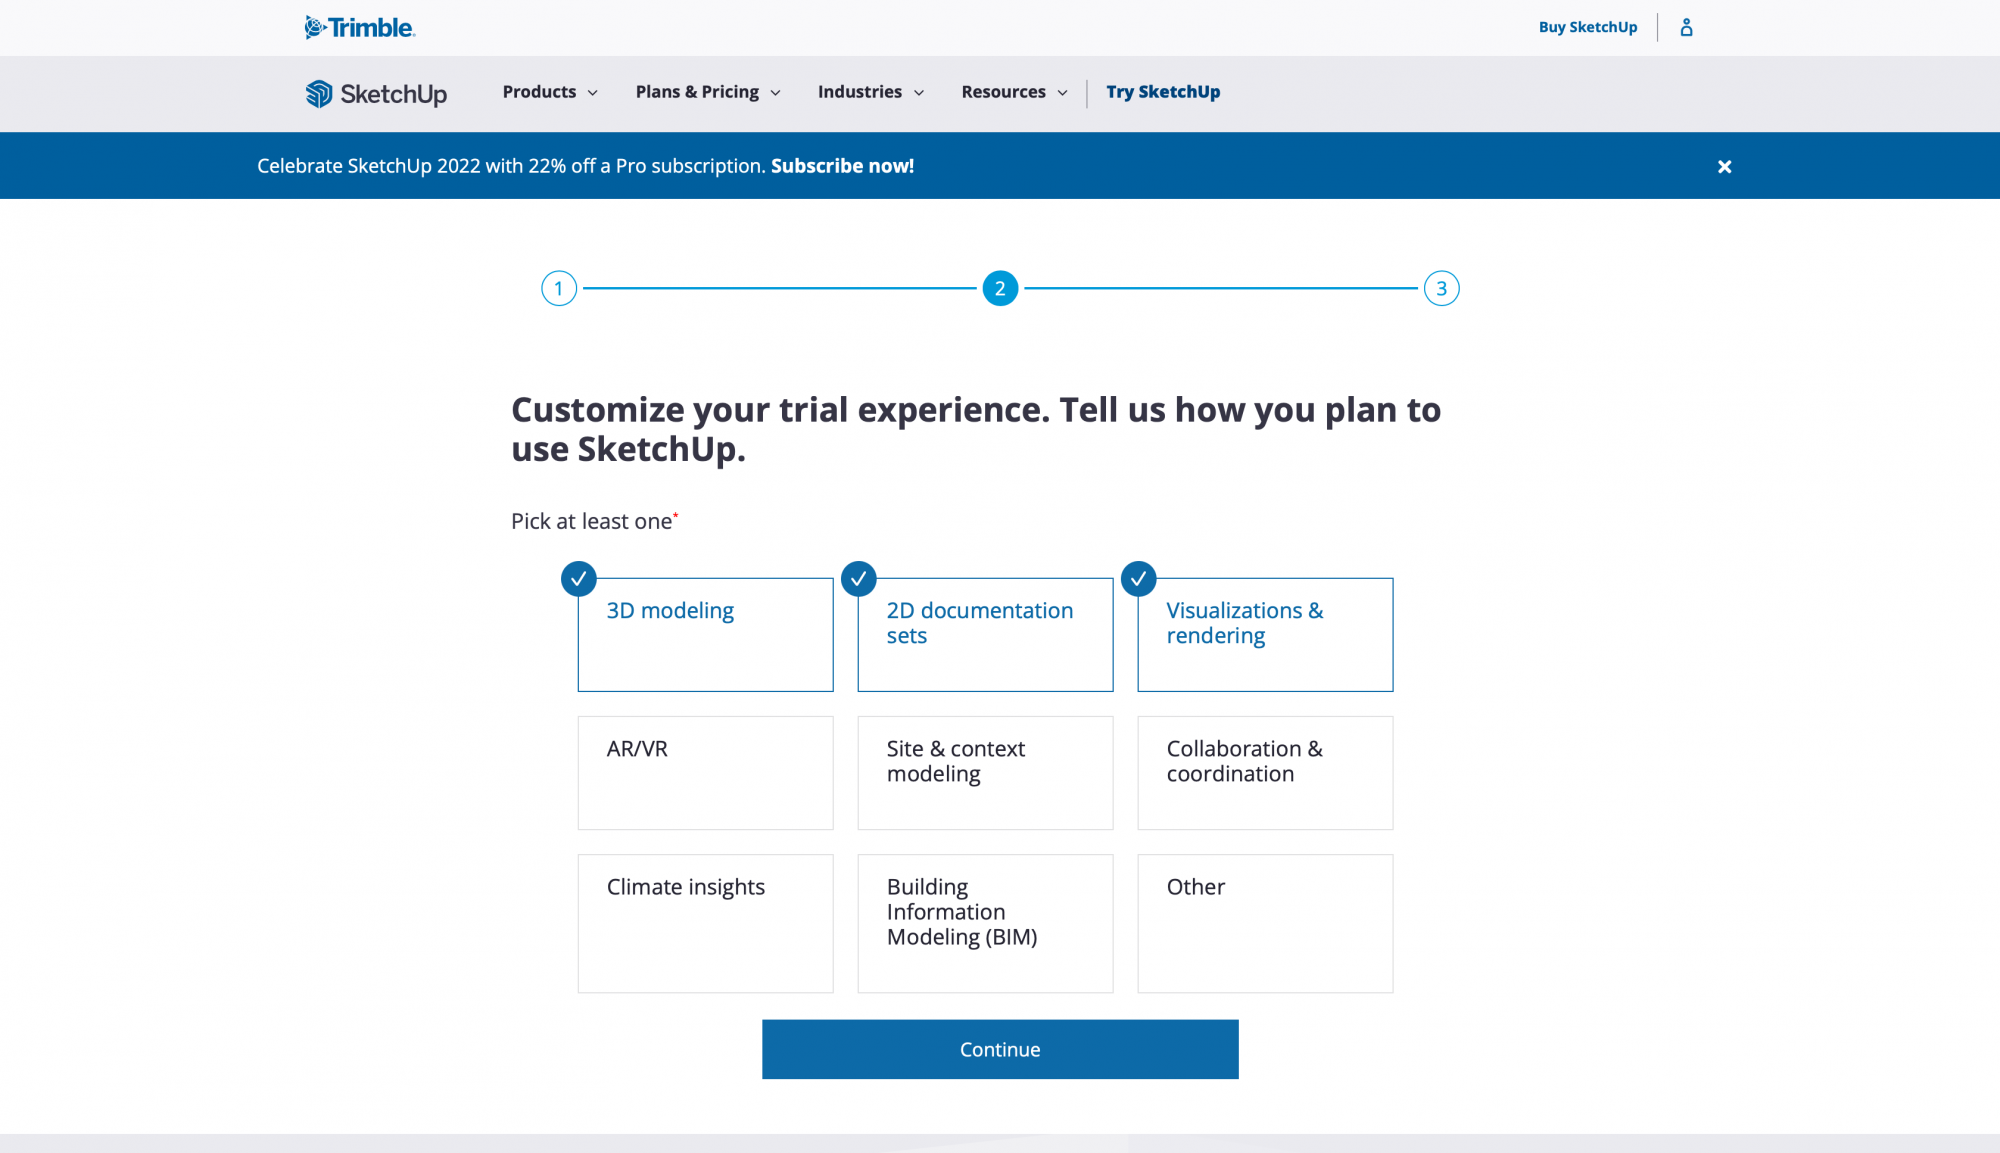 Trimble
Buy SketchUp
SketchUp
Products
Plans & Pricing
Industries
Resources
Try SketchUp
Celebrate SketchUp 2022 with 22% off a Pro subscription. Subscribe now!
1
2
3
Customize your trial experience. Tell us how you plan to
use SketchUp.
Pick at least one*
3D modeling
2D documentation
sets
Visualizations &
rendering
AR/VR
Site & context
modeling
Collaboration &
coordination
Climate insights
Building
Information
Modeling (BIM)
Other
Continue